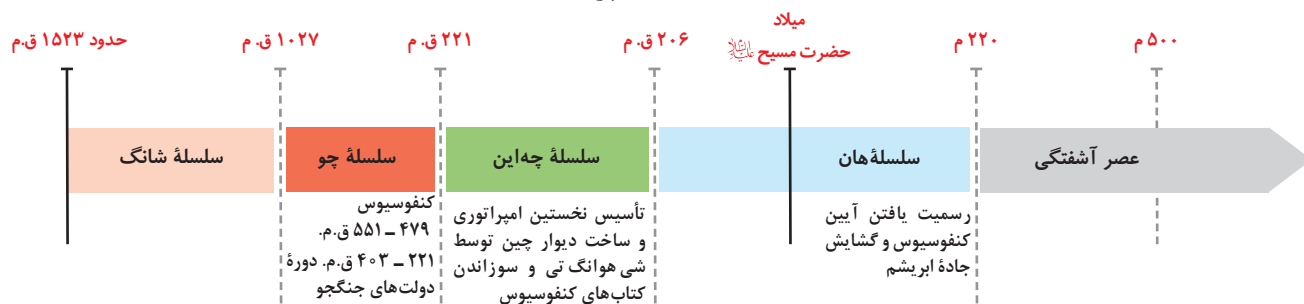 میلاد
حضرت مسیح علیه‌السلام
حدود ۱۵۲۳ ق.م
۱۰۲۷ ق.م
۲۲۱ ق.م
۲۰۶ ق.م
۲۲۰ م
۵۰۰ م
سلسلهٔ شانگ
سلسلهٔ چو
سلسلهٔ چه‌این
سلسلهٔ‌هان
عصر آشفتگی
کنفوسیوس
۴۷۹ ــ ۵۵۱ ق.م.
۲۲۱ ــ ۴۰۳ ق.م. دورهٔ
دولت‌های جنگجو
تأسیس نخستین امپراتوری
و ساخت دیوار چین توسط
شی هوانگ تی و سوزاندن
کتاب‌های کنفوسیوس
رسمیت یافتن آیین
کنفوسیوس و گشایش
جادهٔ ابریشم